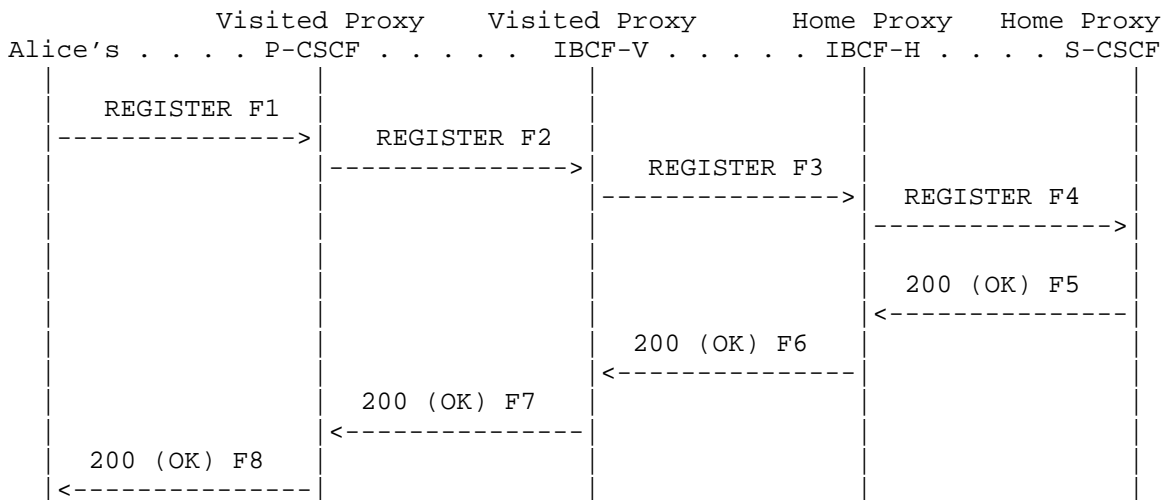 Visited Proxy Visited Proxy Home Proxy Home Proxy
Alice's . . . . P-CSCF . . . . . IBCF-V . . . . . IBCF-H . . . . S-CSCF
REGISTER F1
REGISTER F2
REGISTER F3
REGISTER F4
200 (OK) F5
200 (OK) F6
200 (OK) F7
200 (OK) F8